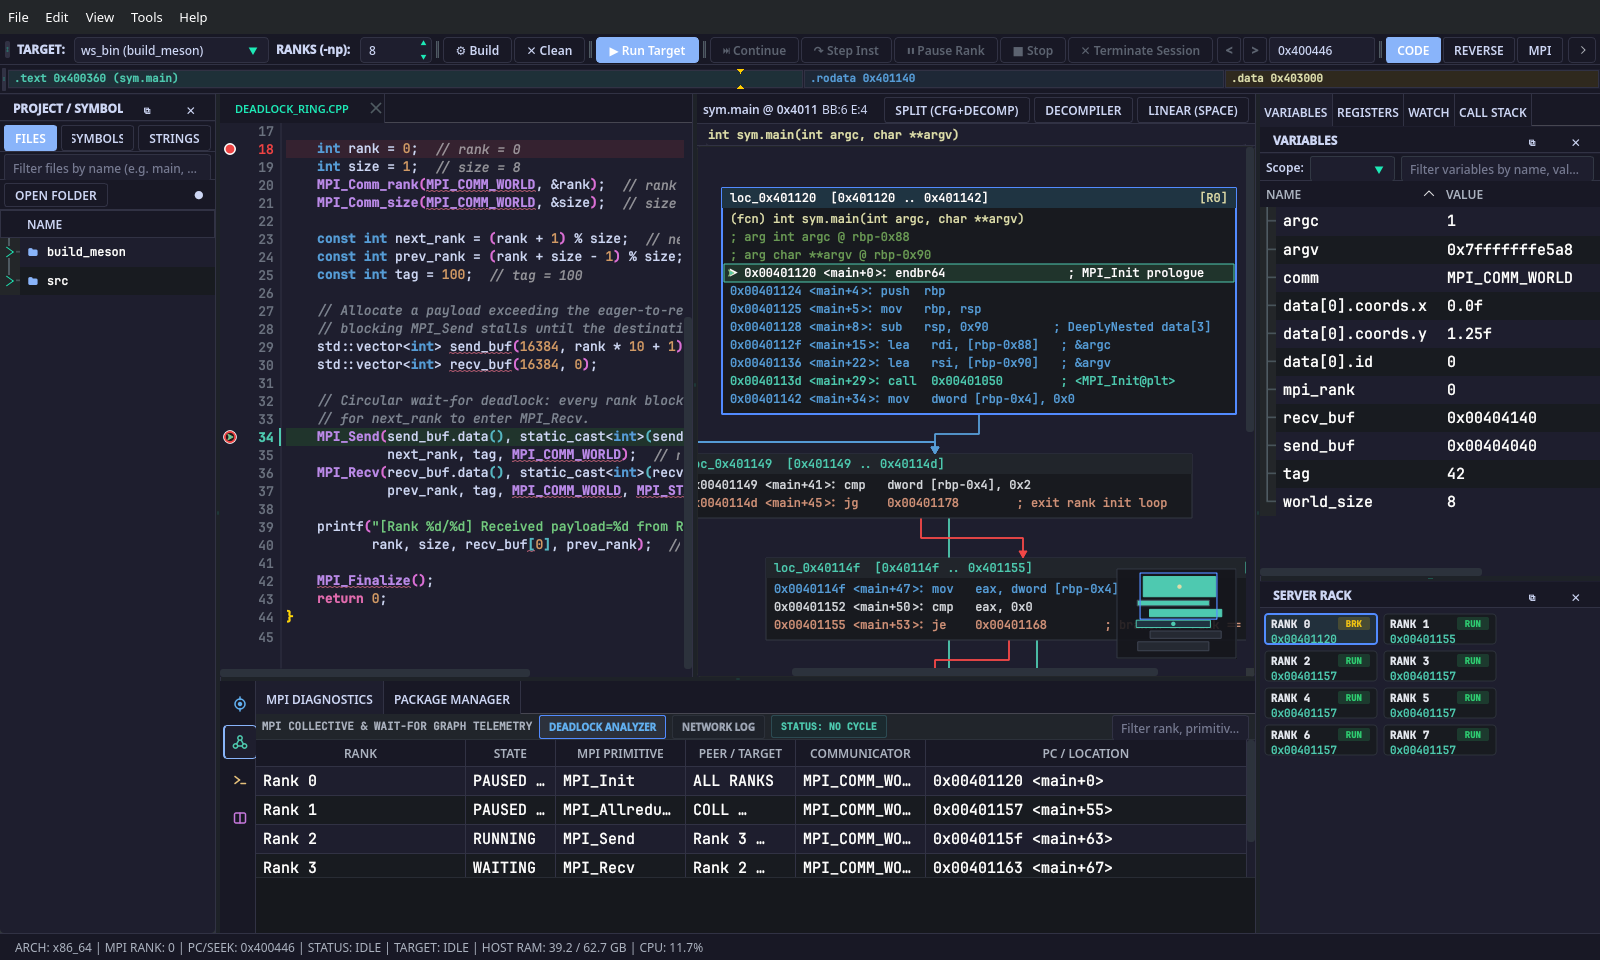 File Edit View Tools Help
TARGET: ws_bin (build_meson) RANKS (-np): 8 Build Clean Run Target Continue Step Inst Pause Rank Stop Terminate Session < > 0x400446 CODE REVERSE MPI >
.text 0x400360 (sym.main) .rodata 0x401140 .data 0x403000
PROJECT / SYMBOL
FILES SYMBOLS STRINGS
Filter files by name (e.g. main, ...
OPEN FOLDER
NAME
build_meson
src
DEADLOCK_RING.CPP
17
18 int rank = 0; // rank = 0
19 int size = 1; // size = 8
20 MPI_Comm_rank(MPI_COMM_WORLD, &rank); // rank
21 MPI_Comm_size(MPI_COMM_WORLD, &size); // size
22
23 const int next_rank = (rank + 1) % size; // ne
24 const int prev_rank = (rank + size - 1) % size;
25 const int tag = 100; // tag = 100
26
27 // Allocate a payload exceeding the eager-to-re
28 // blocking MPI_Send stalls until the destinati
29 std::vector<int> send_buf(16384, rank * 10 + 1)
30 std::vector<int> recv_buf(16384, 0);
31
32 // Circular wait-for deadlock: every rank block
33 // for next_rank to enter MPI_Recv.
34 MPI_Send(send_buf.data(), static_cast<int>(send
35 next_rank, tag, MPI_COMM_WORLD); //
36 MPI_Recv(recv_buf.data(), static_cast<int>(recv
37 prev_rank, tag, MPI_COMM_WORLD, MPI_ST
38
39 printf("[Rank %d/%d] Received payload=%d from R
40 rank, size, recv_buf[0], prev_rank); //
41
42 MPI_Finalize();
43 return 0;
44 }
45
sym.main @ 0x4011 BB:6 E:4 SPLIT (CFG+DECOMP) DECOMPILER LINEAR (SPACE)
int sym.main(int argc, char **argv)
loc_0x401120 [0x401120 .. 0x401142] [R0]
(fcn) int sym.main(int argc, char **argv)
; arg int argc @ rbp-0x88
; arg char **argv @ rbp-0x90
0x00401120 <main+0>: endbr64 ; MPI_Init prologue
0x00401124 <main+4>: push rbp
0x00401125 <main+5>: mov rbp, rsp
0x00401128 <main+8>: sub rsp, 0x90 ; DeeplyNested data[3]
0x0040112f <main+15>: lea rdi, [rbp-0x88] ; &argc
0x00401136 <main+22>: lea rsi, [rbp-0x90] ; &argv
0x0040113d <main+29>: call 0x00401050 ; <MPI_Init@plt>
0x00401142 <main+34>: mov dword [rbp-0x4], 0x0
oc_0x401149 [0x401149 .. 0x40114d]
x00401149 <main+41>: cmp dword [rbp-0x4], 0x2
x0040114d <main+45>: jg 0x00401178 ; exit rank init loop
loc_0x40114f [0x40114f .. 0x401155]
0x0040114f <main+47>: mov eax, dword [rbp-0x4]
0x00401152 <main+50>: cmp eax, 0x0
0x00401155 <main+53>: je 0x00401168 ;
MPI DIAGNOSTICS PACKAGE MANAGER
MPI COLLECTIVE & WAIT-FOR GRAPH TELEMETRY DEADLOCK ANALYZER NETWORK LOG STATUS: NO CYCLE Filter rank, primitiv...
RANK STATE MPI PRIMITIVE PEER / TARGET COMMUNICATOR PC / LOCATION
Rank 0 PAUSED … MPI_Init ALL RANKS MPI_COMM_WO… 0x00401120 <main+0>
Rank 1 PAUSED … MPI_Allredu… COLL … MPI_COMM_WO… 0x00401157 <main+55>
Rank 2 RUNNING MPI_Send Rank 3 … MPI_COMM_WO… 0x0040115f <main+63>
Rank 3 WAITING MPI_Recv Rank 2 … MPI_COMM_WO… 0x00401163 <main+67>
VARIABLES REGISTERS WATCH CALL STACK
VARIABLES
Scope: Filter variables by name, val...
NAME VALUE
argc 1
argv 0x7fffffffe5a8
comm MPI_COMM_WORLD
data[0].coords.x 0.0f
data[0].coords.y 1.25f
data[0].id 0
mpi_rank 0
recv_buf 0x00404140
send_buf 0x00404040
tag 42
world_size 8
SERVER RACK
RANK 0 BRK RANK 1 RUN
0x00401120 0x00401155
RANK 2 RUN RANK 3 RUN
0x00401157 0x00401157
RANK 4 RUN RANK 5 RUN
0x00401157 0x00401157
RANK 6 RUN RANK 7 RUN
0x00401157 0x00401157
ARCH: x86_64 | MPI RANK: 0 | PC/SEEK: 0x400446 | STATUS: IDLE | TARGET: IDLE | HOST RAM: 39.2 / 62.7 GB | CPU: 11.7%